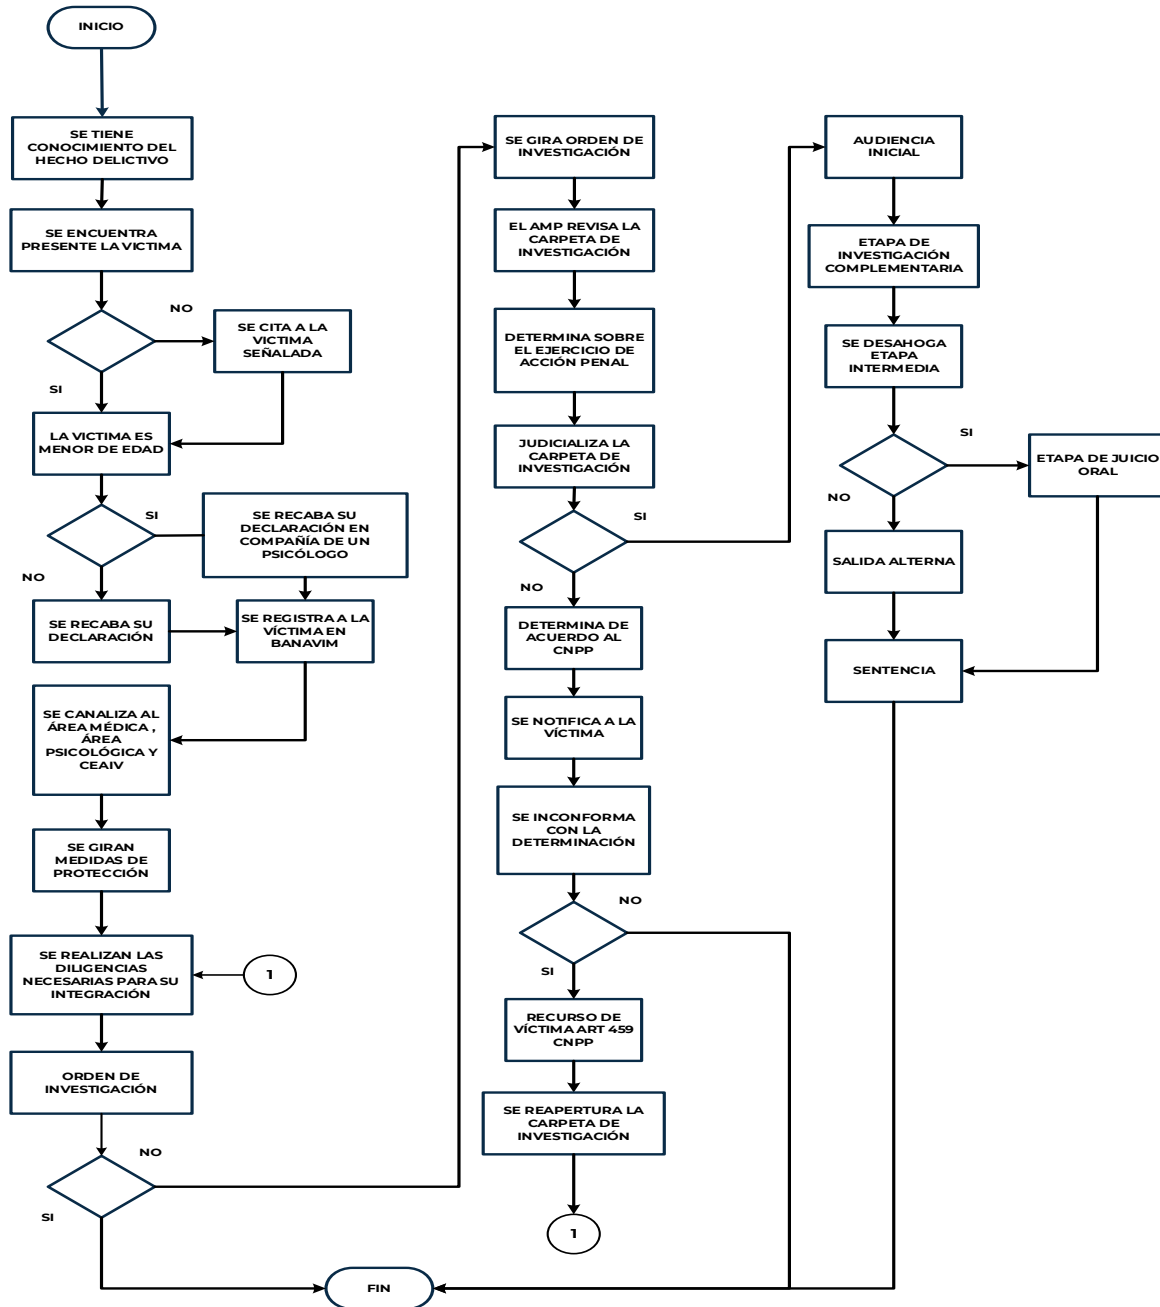 INICIO
SE TIENE
CONOCIMIENTO DEL
HECHO DELICTIVO
SE ENCUENTRA
PRESENTE LA VICTIMA
NO
SE CITA A LA
VICTIMA
SEÑALADA
SI
LA VICTIMA ES
MENOR DE EDAD
SI
SE RECABA SU
DECLARACIÓN EN
COMPAÑÍA DE UN
PSICÓLOGO
NO
SE RECABA SU
DECLARACIÓN
SE REGISTRA A LA
VÍCTIMA EN
BANAVIM
SE CANALIZA AL
ÁREA MÉDICA ,
ÁREA
PSICOLÓGICA Y
CEAIV
SE GIRAN
MEDIDAS DE
PROTECCIÓN
SE REALIZAN LAS
DILIGENCIAS
NECESARIAS PARA SU
INTEGRACIÓN
1
ORDEN DE
INVESTIGACIÓN
NO
SI
SE GIRA ORDEN DE
INVESTIGACIÓN
EL AMP REVISA LA
CARPETA DE
INVESTIGACIÓN
DETERMINA SOBRE
EL EJERCICIO DE
ACCIÓN PENAL
JUDICIALIZA LA
CARPETA DE
INVESTIGACIÓN
SI
NO
DETERMINA DE
ACUERDO AL
CNPP
SE NOTIFICA A LA
VÍCTIMA
SE INCONFORMA
CON LA
DETERMINACIÓN
NO
SI
RECURSO DE
VÍCTIMA ART 459
CNPP
SE REAPERTURA LA
CARPETA DE
INVESTIGACIÓN
1
AUDIENCIA
INICIAL
ETAPA DE
INVESTIGACIÓN
COMPLEMENTARIA
SE DESAHOGA
ETAPA
INTERMEDIA
SI
ETAPA DE JUICIO
ORAL
NO
SALIDA ALTERNA
SENTENCIA
FIN